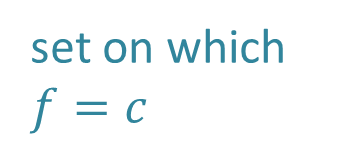 set on which
f = c